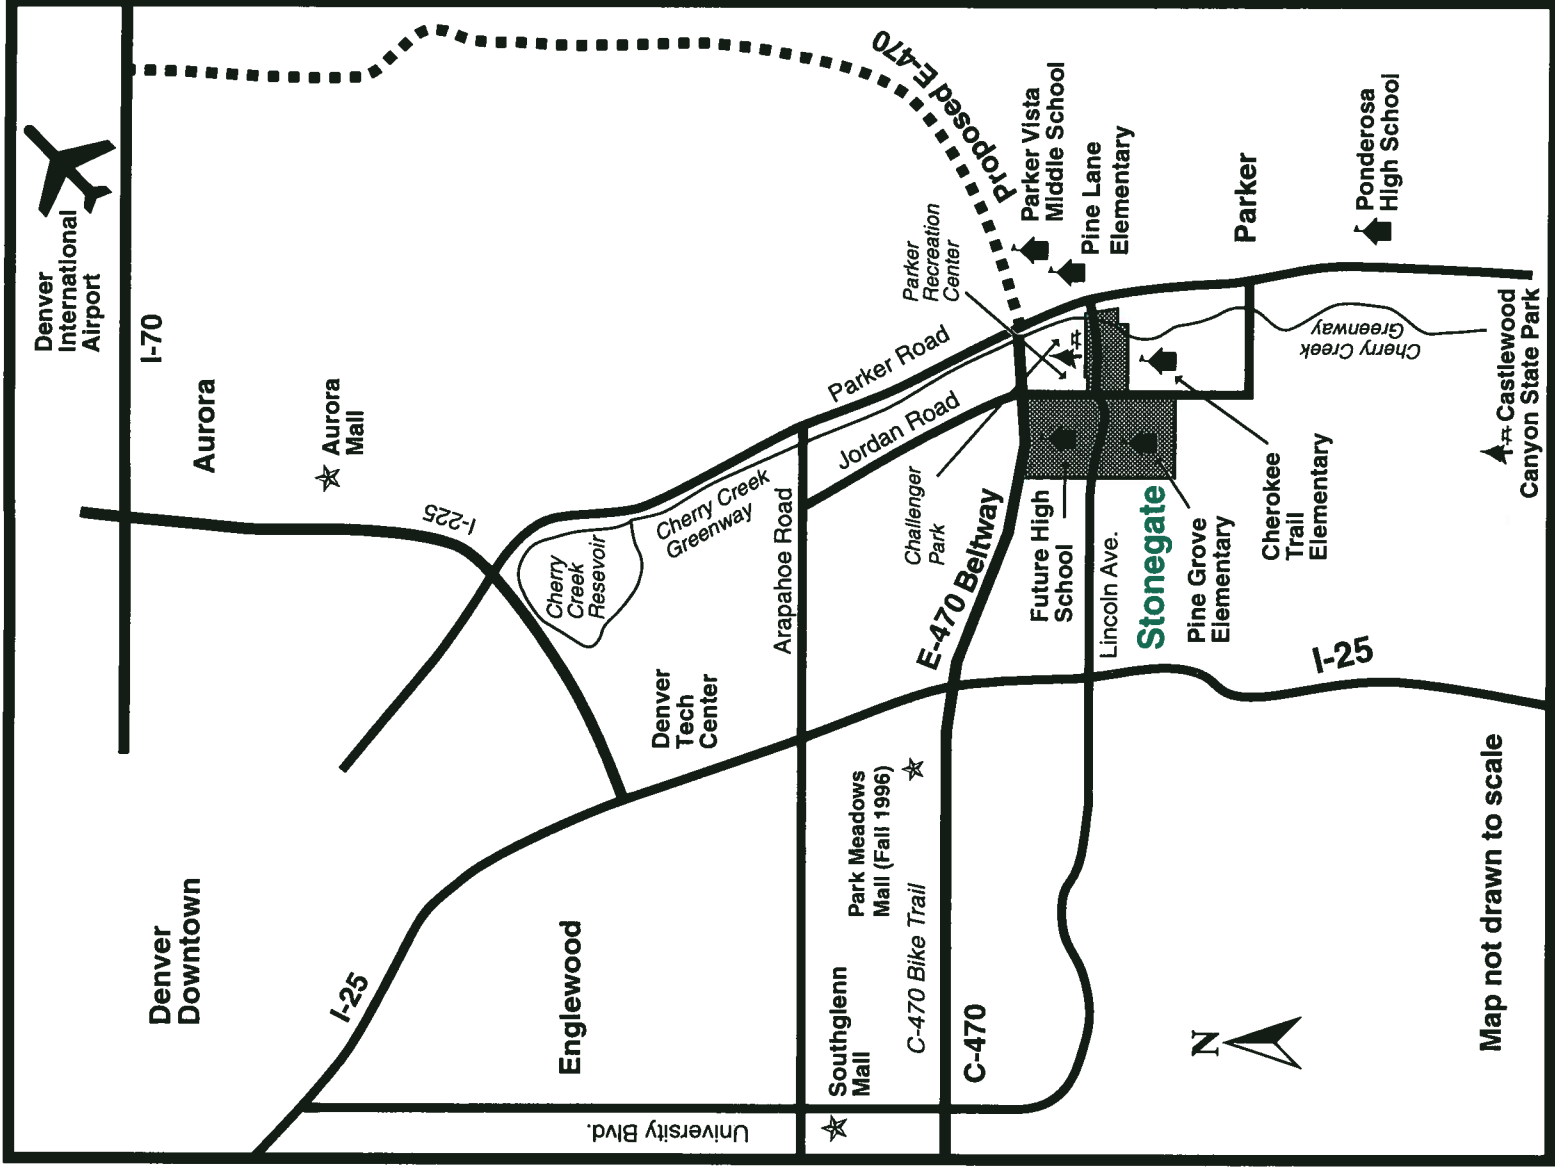 Denver
International
Airport
I-70
Aurora
Aurora
Mall
I-225
Denver
Downtown
I-25
Englewood
University Blvd.
Cherry
Creek
Resevoir
Cherry Creek
Greenway
Arapahoe Road
Parker Road
Jordan Road
Denver
Tech
Center
Park Meadows
Mall (Fall 1996)
Southglenn
Mall
C-470 Bike Trail
C-470
E-470 Beltway
Challenger
Park
Parker
Recreation
Center
Proposed E-470
Parker Vista
Middle School
Pine Lane
Elementary
Future High
School
Lincoln Ave.
Stonegate
Pine Grove
Elementary
Cherokee
Trail
Elementary
Parker
Ponderosa
High School
Cherry Creek
Greenway
Castlewood
Canyon State Park
I-25
N
Map not drawn to scale